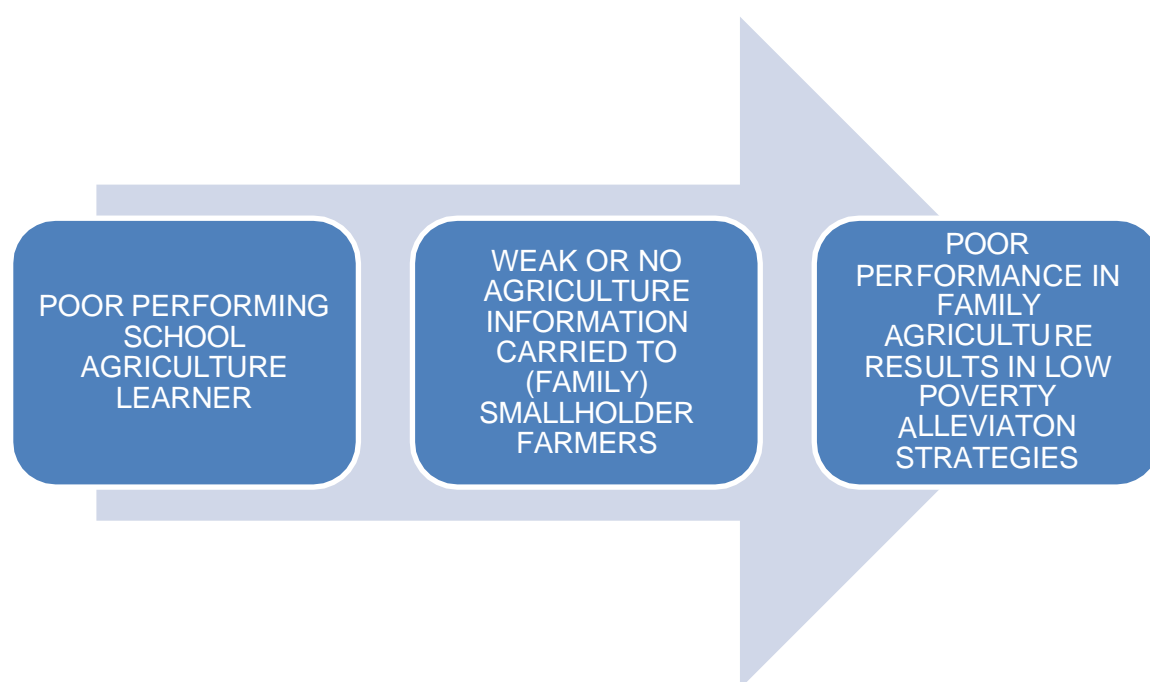 POOR PERFORMING
SCHOOL
AGRICULTURE
LEARNER
WEAK OR NO
AGRICULTURE
INFORMATION
CARRIED TO
(FAMILY)
SMALLHOLDER
FARMERS
POOR
PERFORMANCE IN
FAMILY
AGRICULTURE
RESULTS IN LOW
POVERTY
ALLEVIATON
STRATEGIES